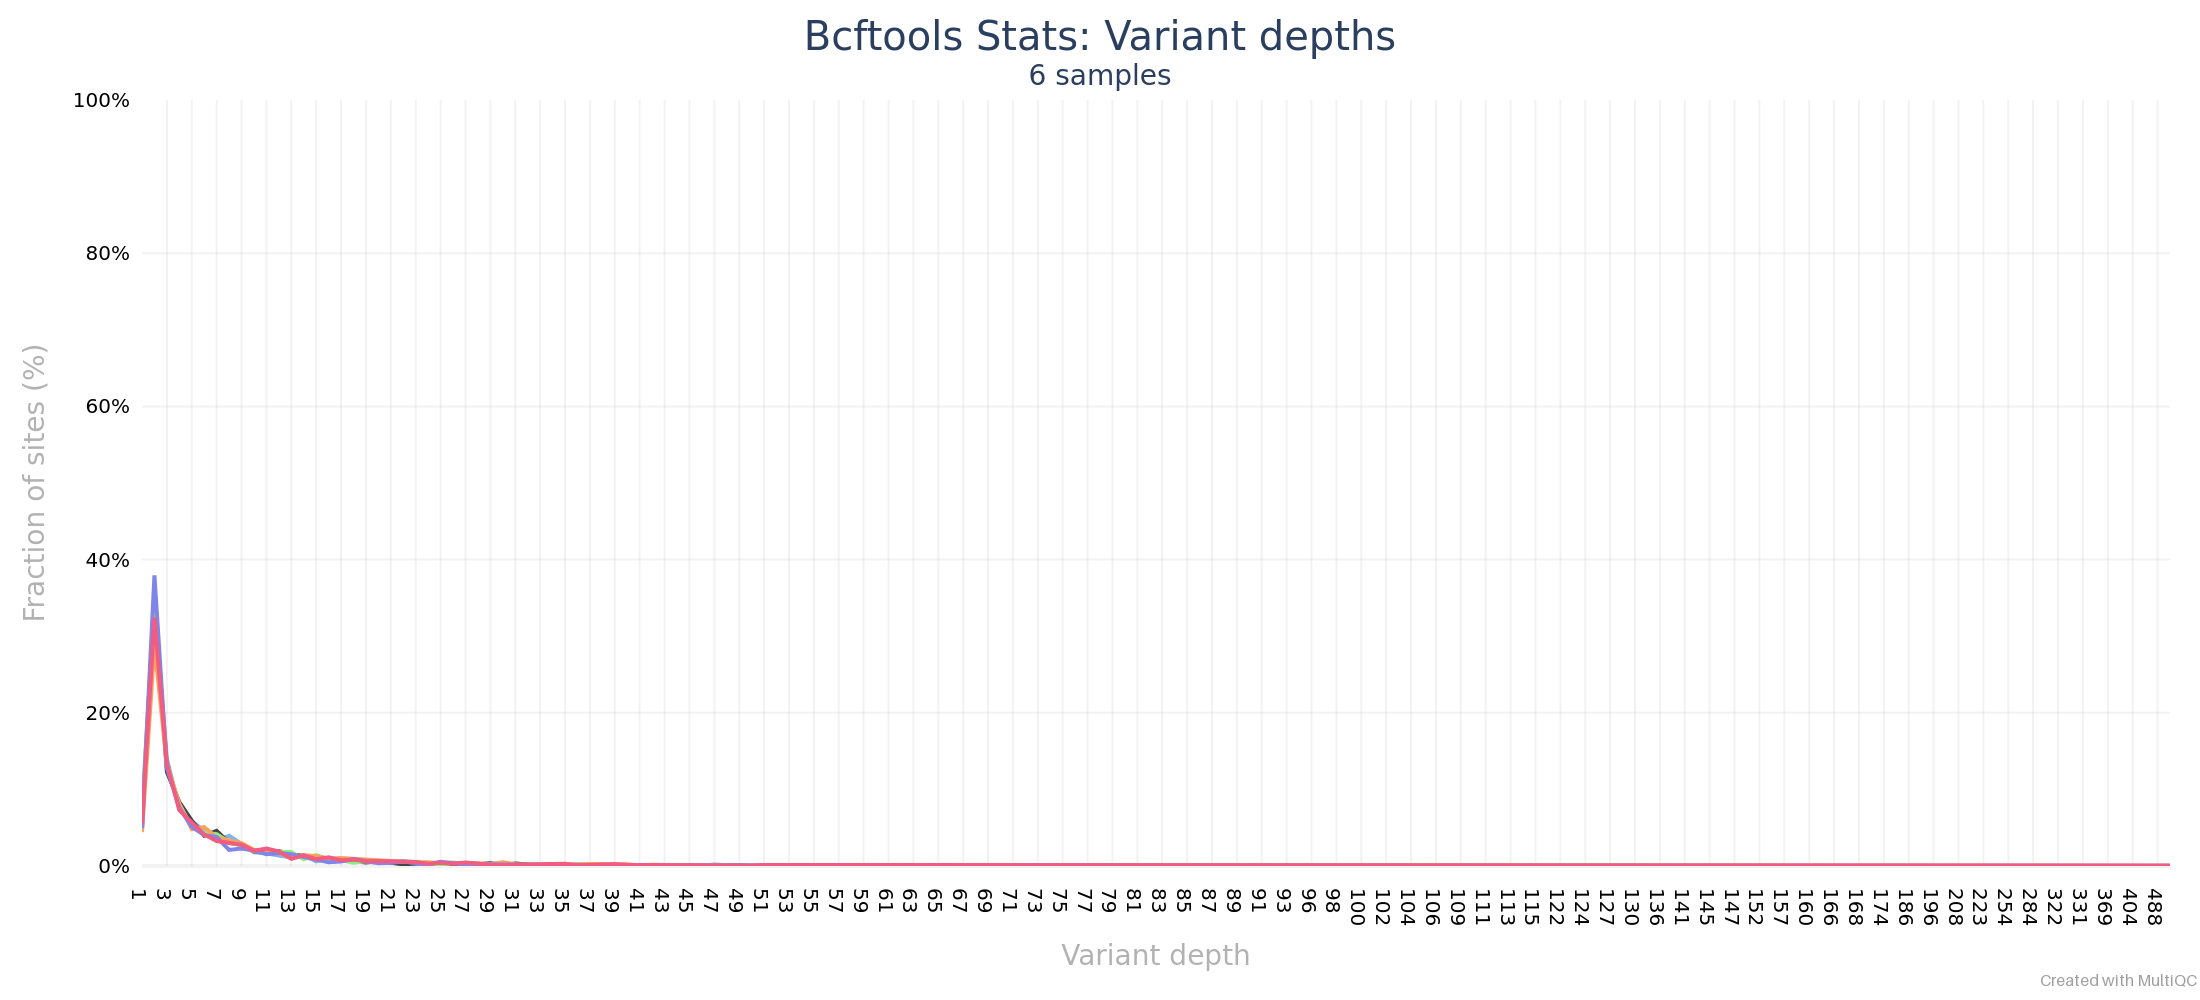 Bcftools Stats: Variant depths
6 samples
100%
80%
60%
40%
20%
0%
Fraction of sites (%)
1 3 5 7 9 11 13 15 17 19 21 23 25 27 29 31 33 35 37 39 41 43 45 47 49 51 53 55 57 59 61 63 65 67 69 71 73 75 77 79 81 83 85 87 89 91 93 96 98 100 102 104 106 109 111 113 115 122 124 127 130 136 141 145 147 152 157 160 166 168 174 186 196 208 223 254 284 322 331 369 404 488
Variant depth
Created with MultiQC